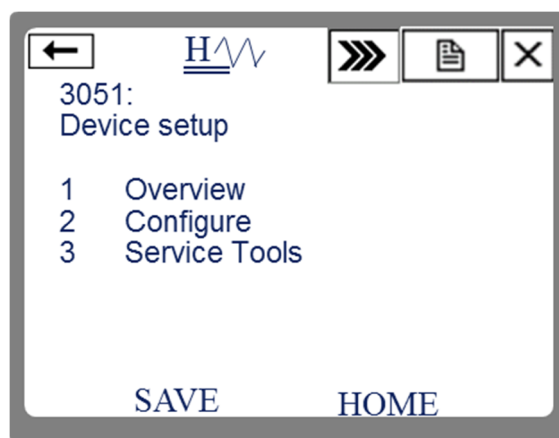 H
3051:
Device setup
1 Overview
2 Configure
3 Service Tools
SAVE HOME